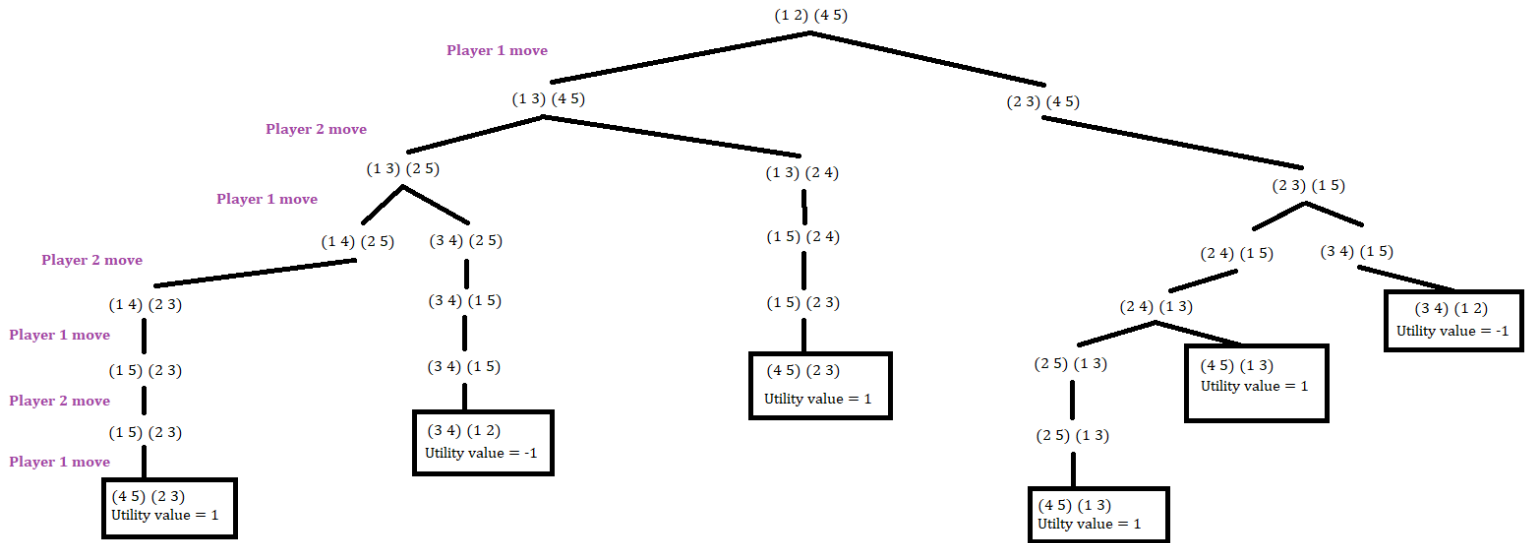 (1 2) (4 5)
Player 1 move
(1 3) (4 5)
(2 3) (4 5)
Player 2 move
(1 3) (2 5)
(1 3) (2 4)
(2 3) (1 5)
Player 1 move
(1 4) (2 5)
(3 4) (2 5)
(1 5) (2 4)
(2 4) (1 5)
(3 4) (1 5)
Player 2 move
(1 4) (2 3)
(3 4) (1 5)
(1 5) (2 3)
(2 4) (1 3)
(3 4) (1 2)
Utility value = -1
Player 1 move
(1 5) (2 3)
(3 4) (1 5)
(4 5) (2 3)
Utility value = 1
(2 5) (1 3)
(4 5) (1 3)
Utility value = 1
Player 2 move
(1 5) (2 3)
(3 4) (1 2)
Utility value = -1
(2 5) (1 3)
Player 1 move
(4 5) (2 3)
Utility value = 1
(4 5) (1 3)
Utilty value = 1